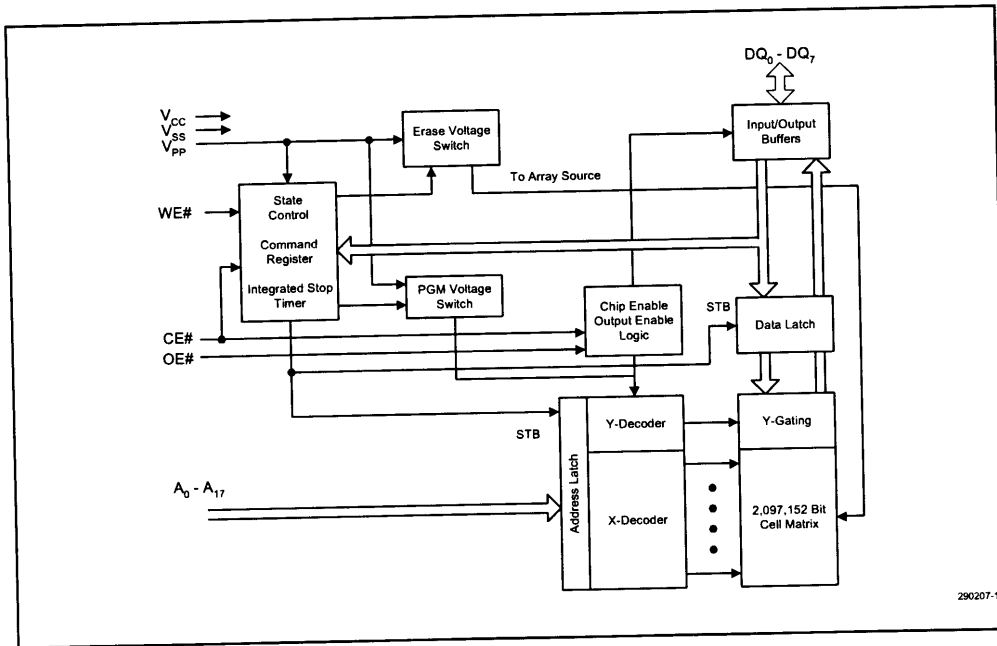 DQ0 - DQ7
VCC
VSS
VPP
Erase Voltage
Switch
Input/Output
Buffers
To Array Source
WE#
State
Control
Command
Register
Integrated Stop
Timer
PGM Voltage
Switch
Chip Enable
Output Enable
Logic
STB
Data Latch
CE#
OE#
STB
Address Latch
Y-Decoder
Y-Gating
A0 - A17
X-Decoder
2,097,152 Bit
Cell Matrix
290207-1